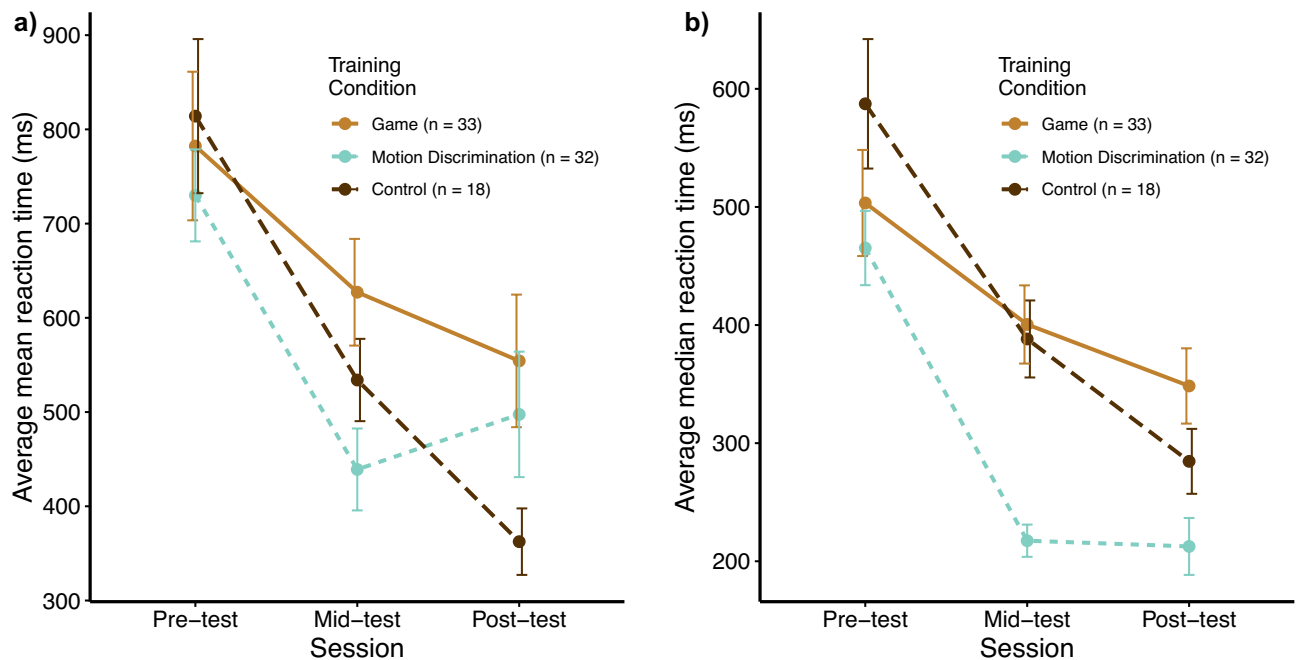 a)
Average mean reaction time (ms)
900
800
700
600
500
400
300
Training
Condition
Game (n = 33)
Motion Discrimination (n = 32)
Control (n = 18)
Pre–test
Mid–test
Post–test
Session
b)
Average median reaction time (ms)
600
500
400
300
200
Training
Condition
Game (n = 33)
Motion Discrimination (n = 32)
Control (n = 18)
Pre–test
Mid–test
Post–test
Session